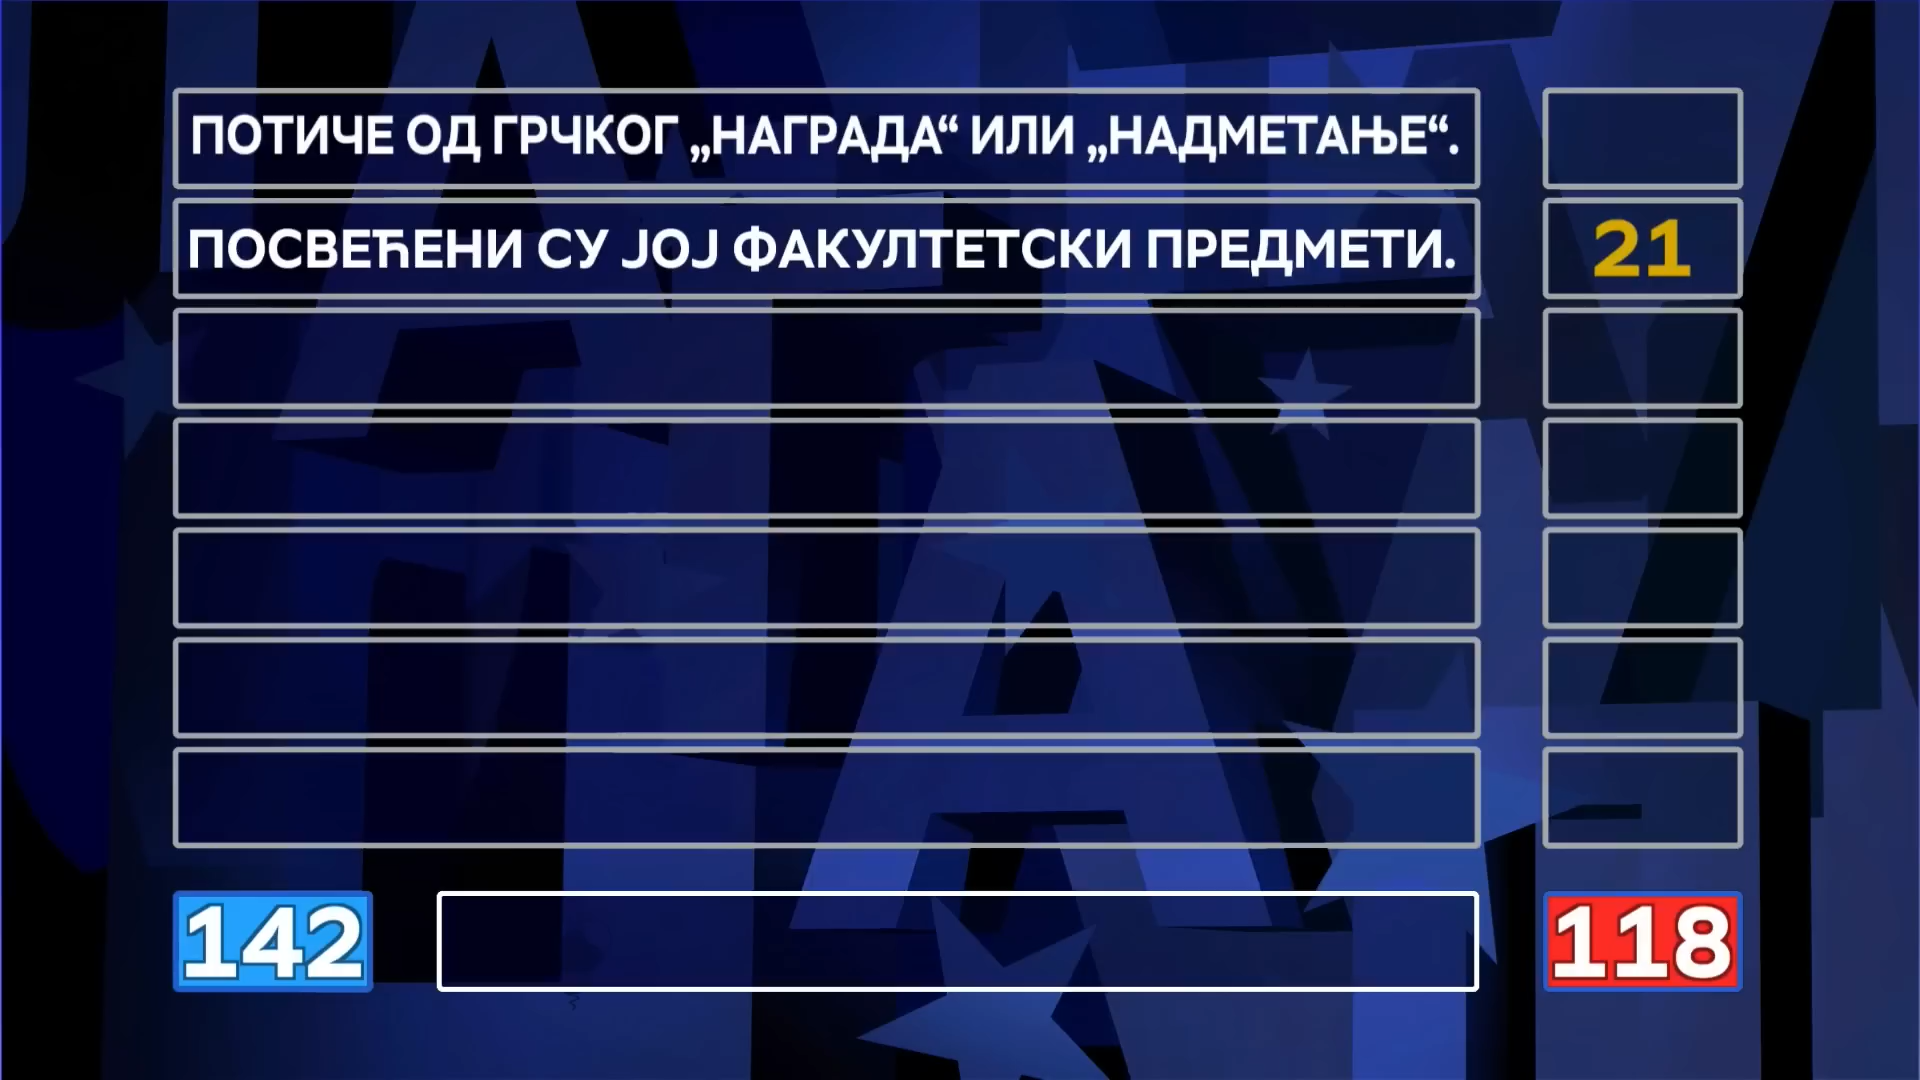 ПОТИЧЕ ОД ГРЧКОГ „НАГРАДА“ ИЛИ „НАДМЕТАЊЕ“.
ПОСВЕЋЕНИ СУ ЈОЈ ФАКУЛТЕТСКИ ПРЕДМЕТИ. 21
142 118